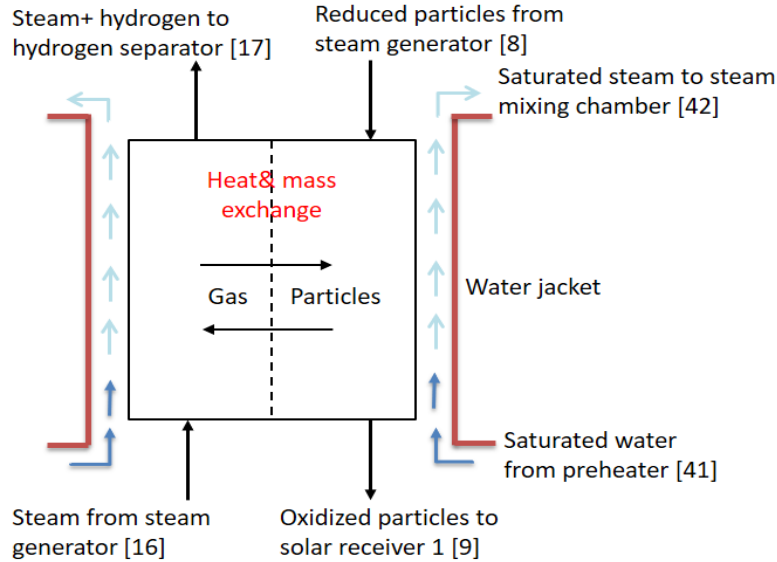 Steam+ hydrogen to
hydrogen separator [17]
Reduced particles from
steam generator [8]
Saturated steam to steam
mixing chamber [42]
Heat& mass
exchange
Gas
Particles
Water jacket
Saturated water
from preheater [41]
Steam from steam
generator [16]
Oxidized particles to
solar receiver 1 [9]